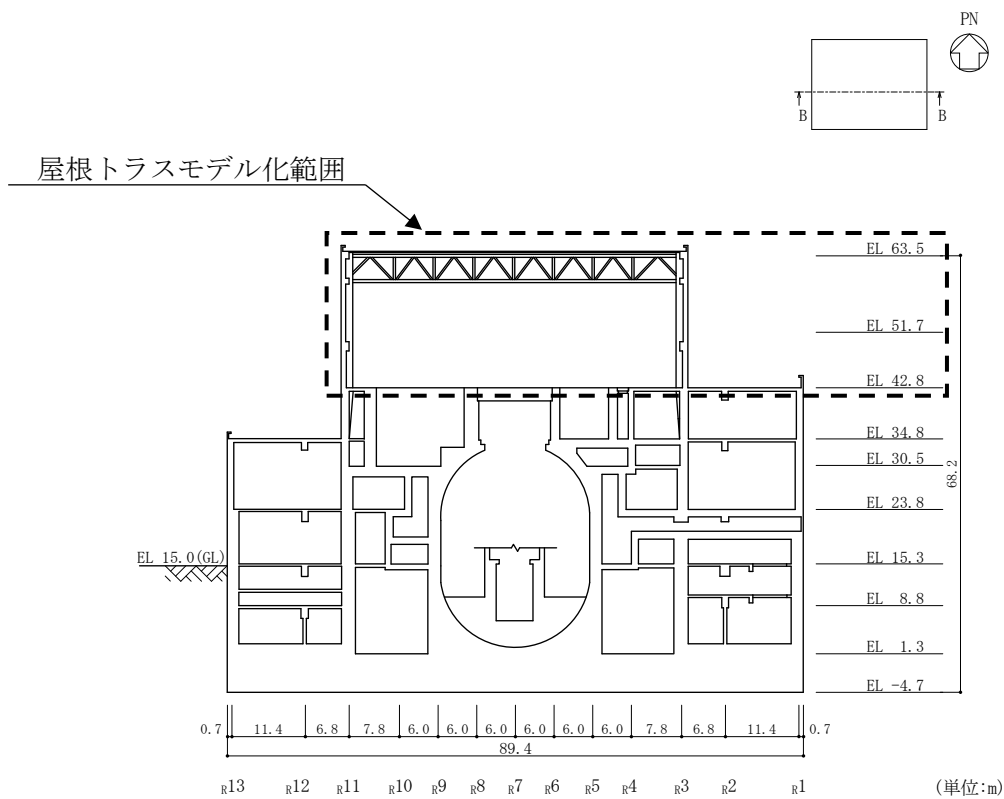 PN
B B
屋根トラスモデル化範囲
EL 63.5
EL 51.7
EL 42.8
EL 34.8
EL 30.5
68.2
EL 23.8
EL 15.0(GL)
EL 15.3
EL 8.8
EL 1.3
EL -4.7
0.7 11.4 6.8 7.8 6.0 6.0 6.0 6.0 6.0 6.0 7.8 6.8 11.4 0.7
89.4
R13 R12 R11 R10 R9 R8 R7 R6 R5 R4 R3 R2 R1 (単位:m)